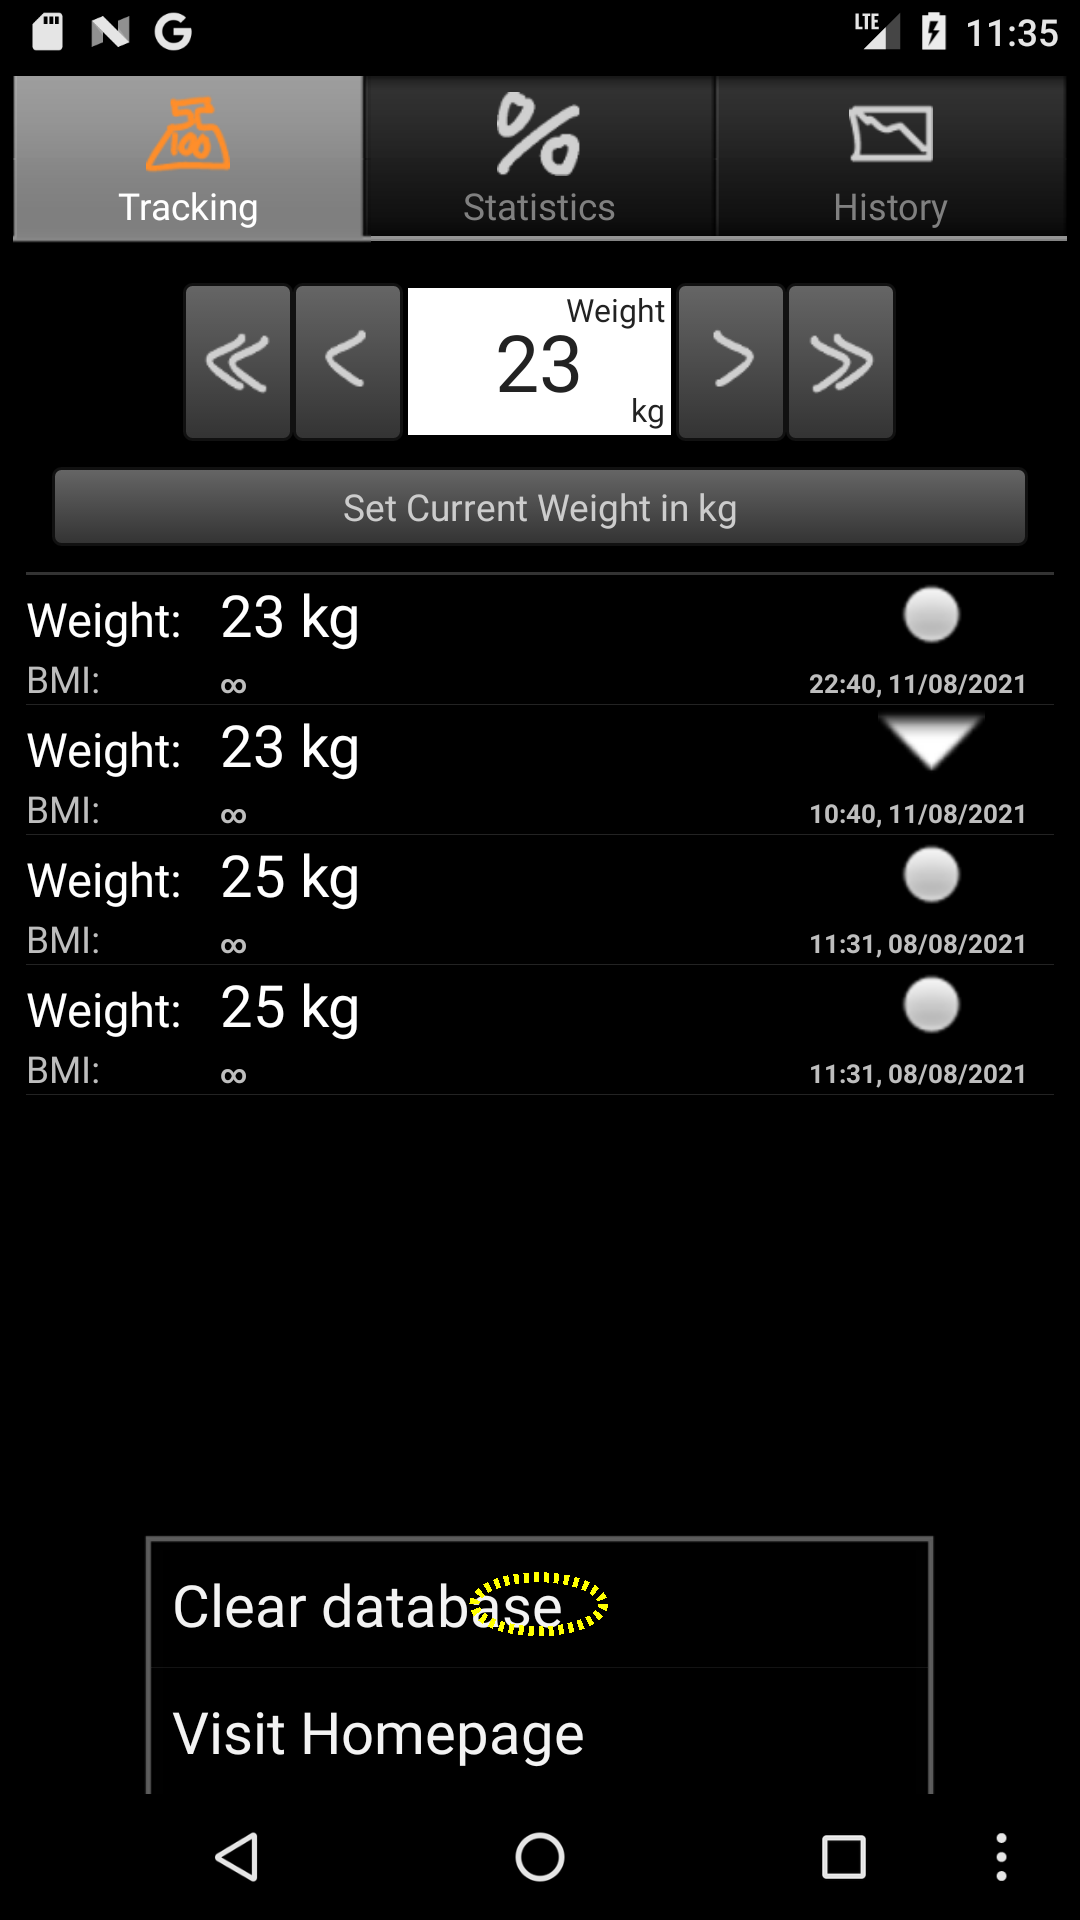 LTE 11:35
100
Tracking Statistics History
Weight
23
kg
Set Current Weight in kg
Weight: 23 kg
BMI: ∞ 22:40, 11/08/2021
Weight: 23 kg
BMI: ∞ 10:40, 11/08/2021
Weight: 25 kg
BMI: ∞ 11:31, 08/08/2021
Weight: 25 kg
BMI: ∞ 11:31, 08/08/2021
Clear database
Visit Homepage